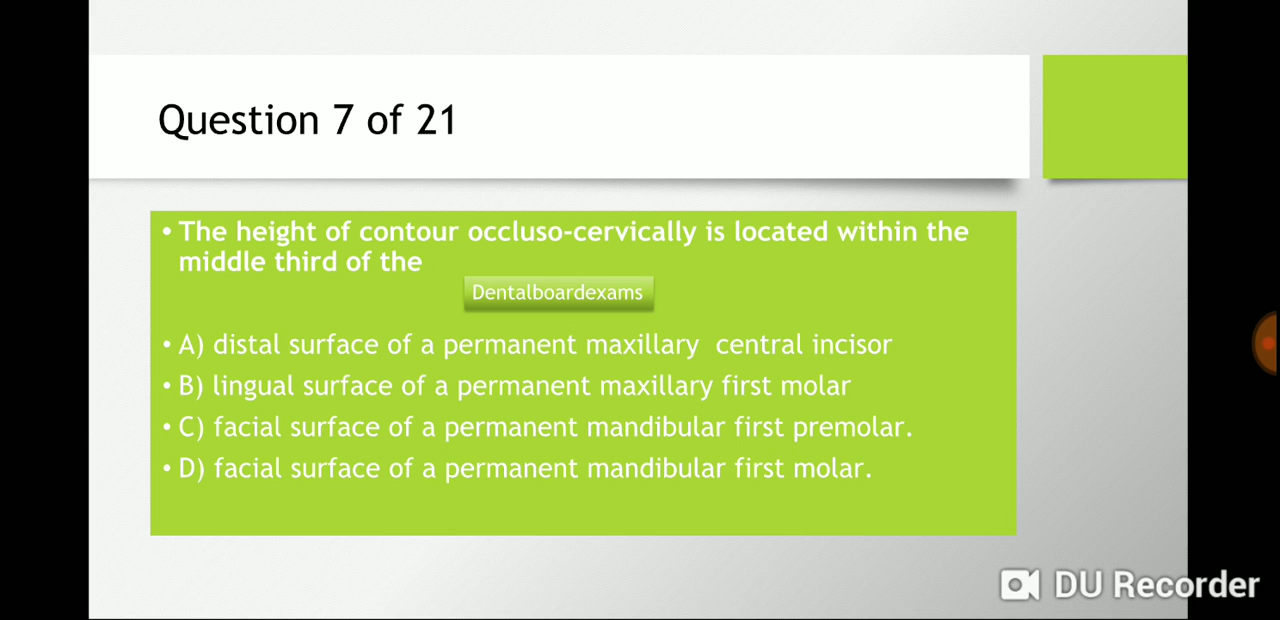 Question 7 of 21
• The height of contour occluso-cervically is located within the
middle third of the
Dentalboardexams
• A) distal surface of a permanent maxillary central incisor
• B) lingual surface of a permanent maxillary first molar
• C) facial surface of a permanent mandibular first premolar.
• D) facial surface of a permanent mandibular first molar.
DU Recorder